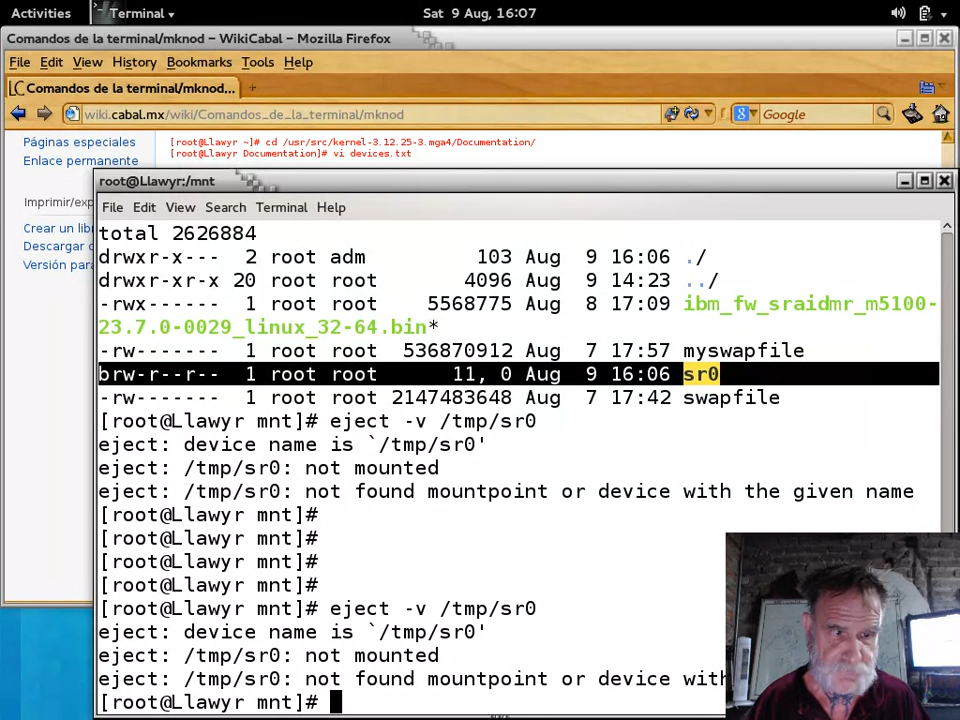 Activities Terminal Sat 9 Aug, 16:07
Comandos de la terminal/mknod – WikiCabal – Mozilla Firefox
File Edit View History Bookmarks Tools Help
Comandos de la terminal/mknod...
wiki.cabal.mx/wiki/Comandos_de_la_terminal/mknod Google
Páginas especiales
Enlace permanente
[root@Llawyr ~]# cd /usr/src/kernel-3.12.25-3.mga4/Documentation/
[root@Llawyr Documentation]# vi devices.txt
Imprimir/exp
Crear un libr
Descargar c
Versión para
root@Llawyr:/mnt
File Edit View Search Terminal Help
total 2626884
drwxr-x--- 2 root adm 103 Aug 9 16:06 ./
drwxr-xr-x 20 root root 4096 Aug 9 14:23 ../
-rwx------ 1 root root 5568775 Aug 8 17:09 ibm_fw_sraidmr_m5100-
23.7.0-0029_linux_32-64.bin*
-rw------- 1 root root 536870912 Aug 7 17:57 myswapfile
brw-r--r-- 1 root root 11, 0 Aug 9 16:06 sr0
-rw------- 1 root root 2147483648 Aug 7 17:42 swapfile
[root@Llawyr mnt]# eject -v /tmp/sr0
eject: device name is `/tmp/sr0'
eject: /tmp/sr0: not mounted
eject: /tmp/sr0: not found mountpoint or device with the given name
[root@Llawyr mnt]#
[root@Llawyr mnt]#
[root@Llawyr mnt]#
[root@Llawyr mnt]#
[root@Llawyr mnt]# eject -v /tmp/sr0
eject: device name is `/tmp/sr0'
eject: /tmp/sr0: not mounted
eject: /tmp/sr0: not found mountpoint or device with
[root@Llawyr mnt]#